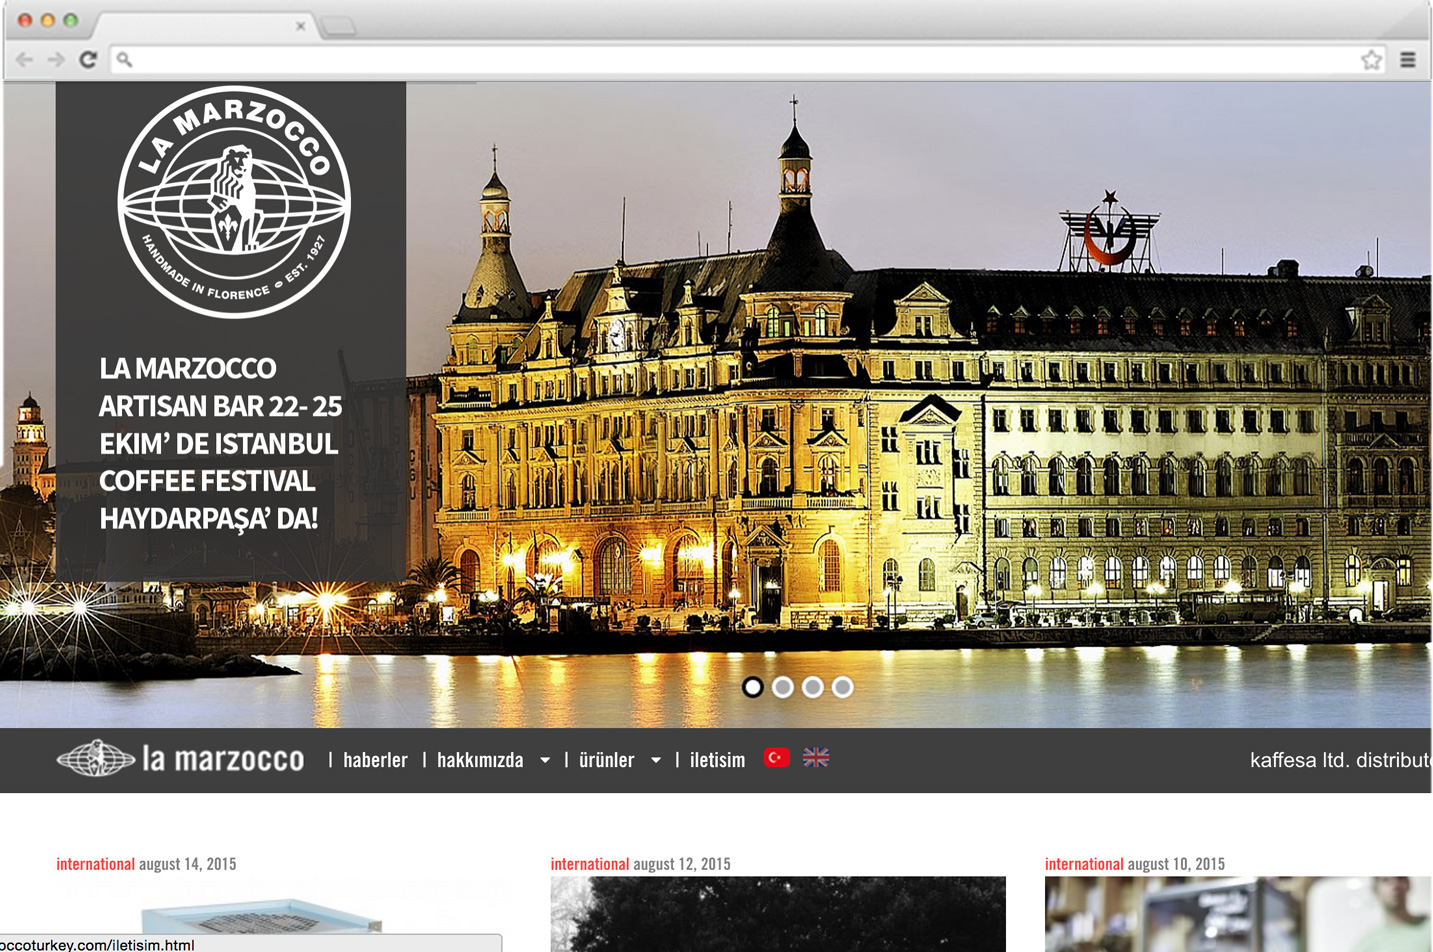 LA MARZOCCO
HANDMADE IN FLORENCE EST. 1927
LA MARZOCCO
ARTISAN BAR 22- 25
EKIM’ DE ISTANBUL
COFFEE FESTIVAL
HAYDARPAŞA’ DA!
la marzocco | haberler | hakkımızda | ürünler | iletisim kaffesa ltd.
international august 14, 2015
international august 12, 2015
international august 10, 2015
occoturkey.com/iletisim.html